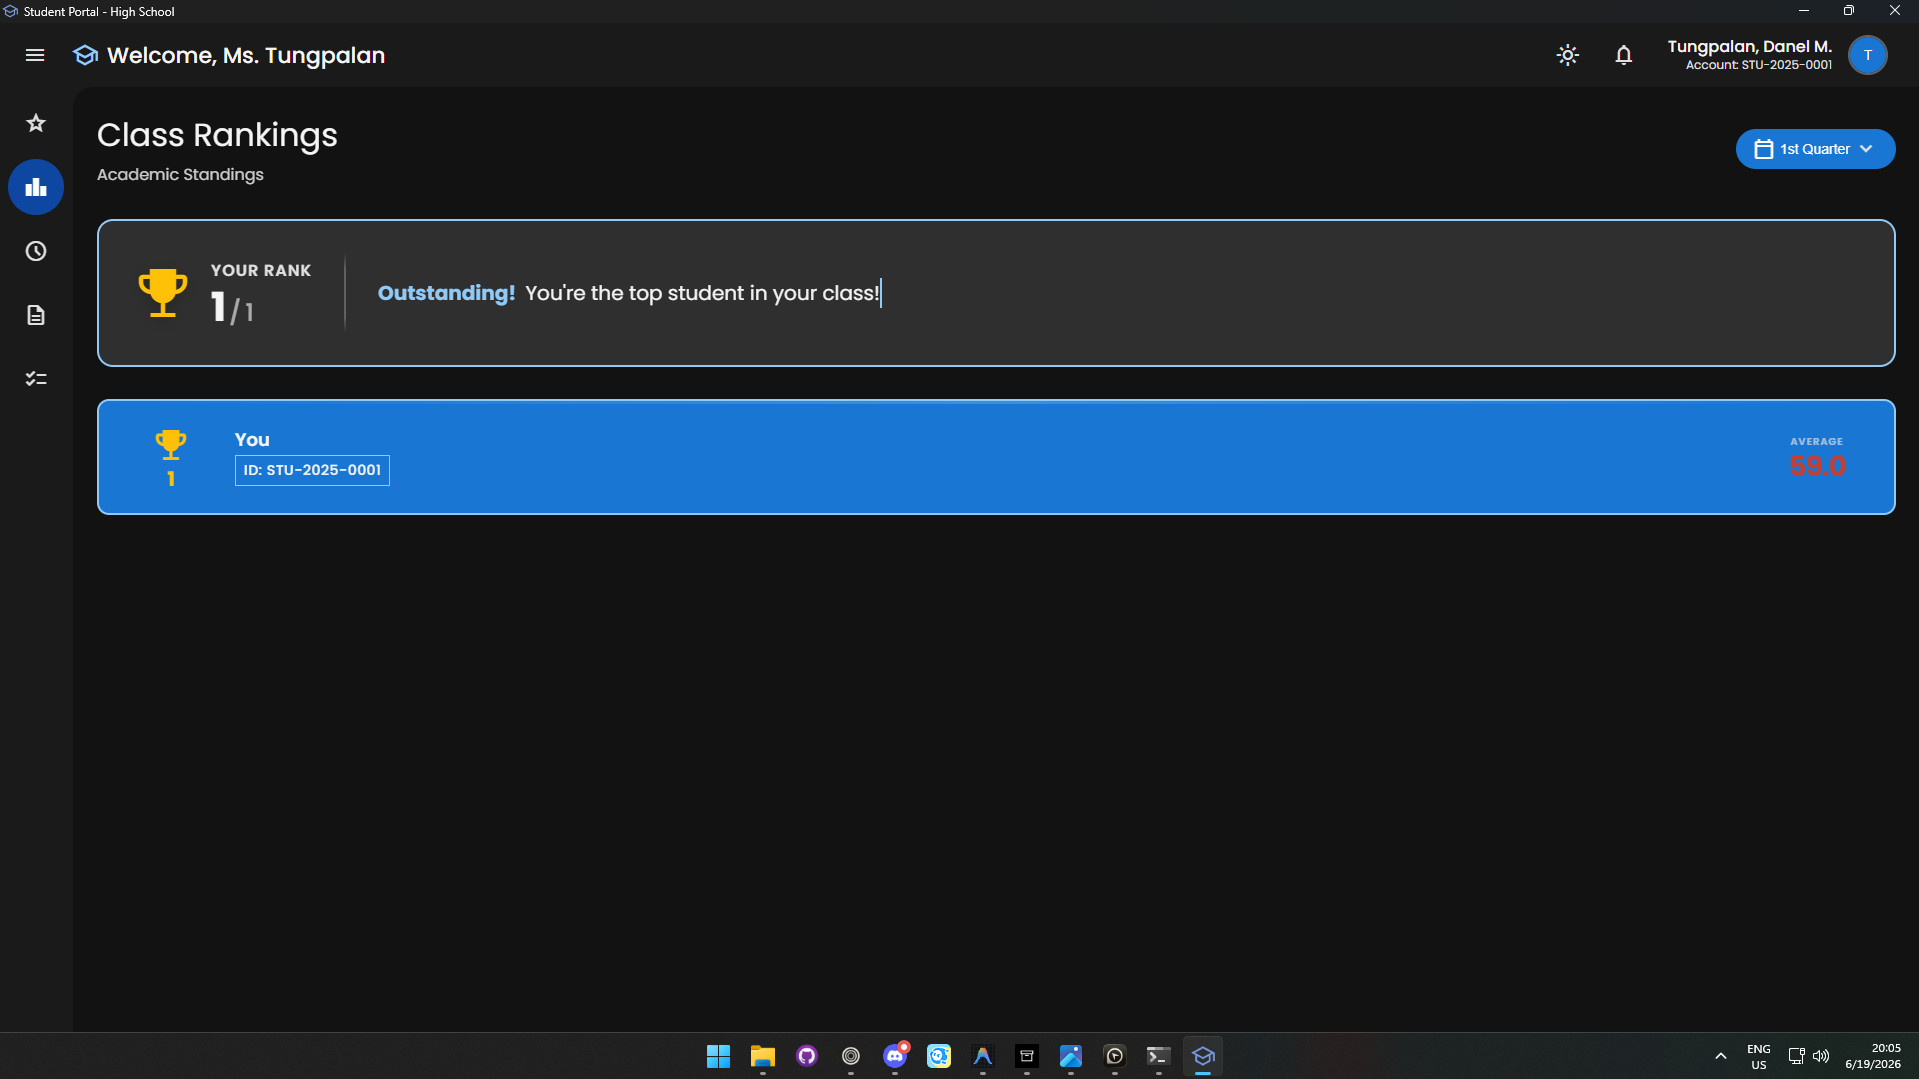 Student Portal - High School
Welcome, Ms. Tungpalan
Tungpalan, Danel M.
Account: STU-2025-0001
T
Class Rankings
Academic Standings
1st Quarter
YOUR RANK
1 / 1
Outstanding! You're the top student in your class!
1
You
ID: STU-2025-0001
AVERAGE
59.0
ENG
US
20:05
6/19/2026